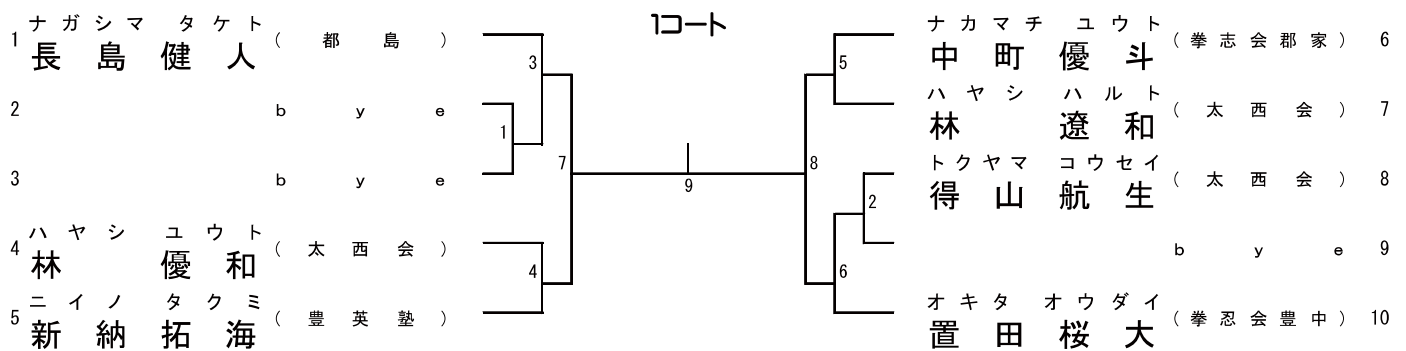 1コート
ナガシマ タケト
1 長島健人 (都島)
2 bye
3 bye
ハヤシ ユウト
4 林 優和 (太西会)
ニイノ タクミ
5 新納拓海 (豊英塾)
3
1
7
4
9
ナカマチ ユウト
中町優斗 (拳志会郡家) 6
ハヤシ ハルト
林 遼和 (太西会) 7
トクヤマ コウセイ
得山航生 (太西会) 8
bye 9
オキタ オウダイ
置田桜大 (拳忍会豊中) 10
5
8
2
6